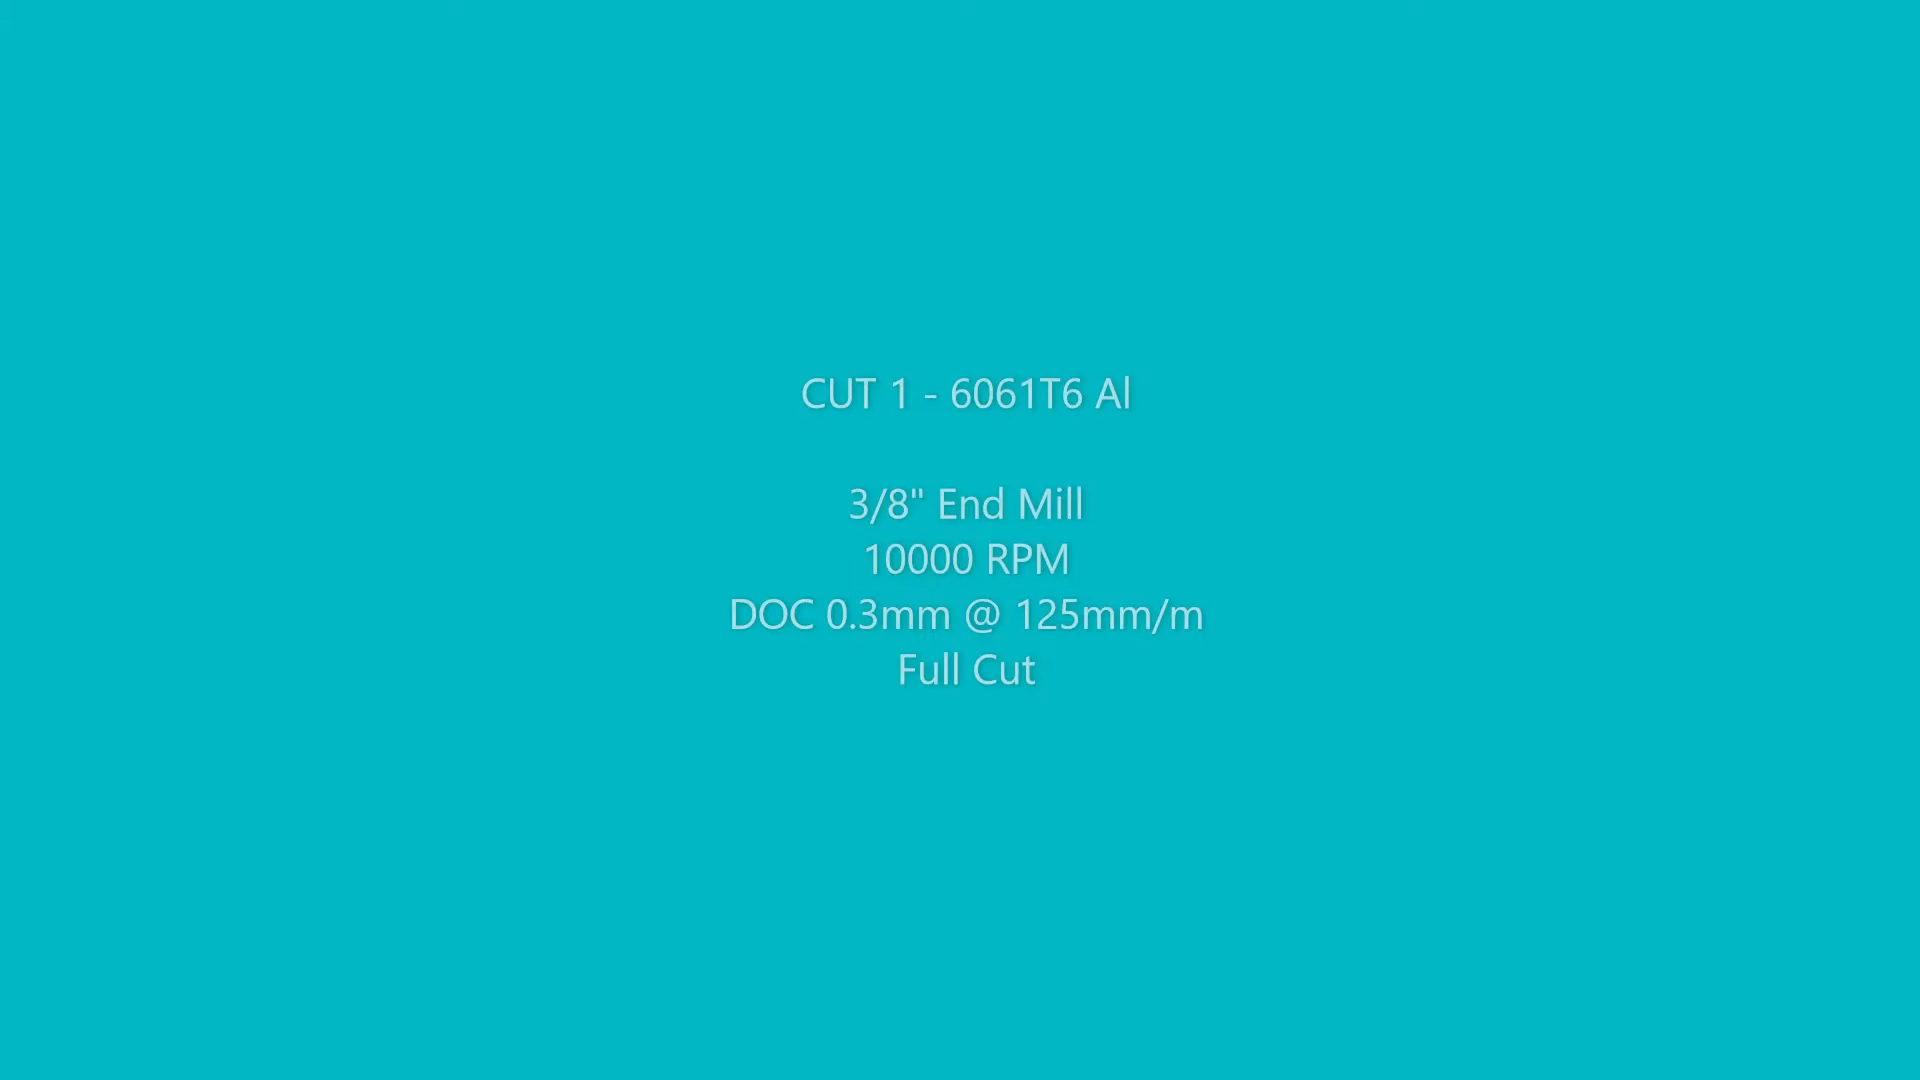 CUT 1 - 6061T6 Al
3/8" End Mill
10000 RPM
DOC 0.3mm @ 125mm/m
Full Cut